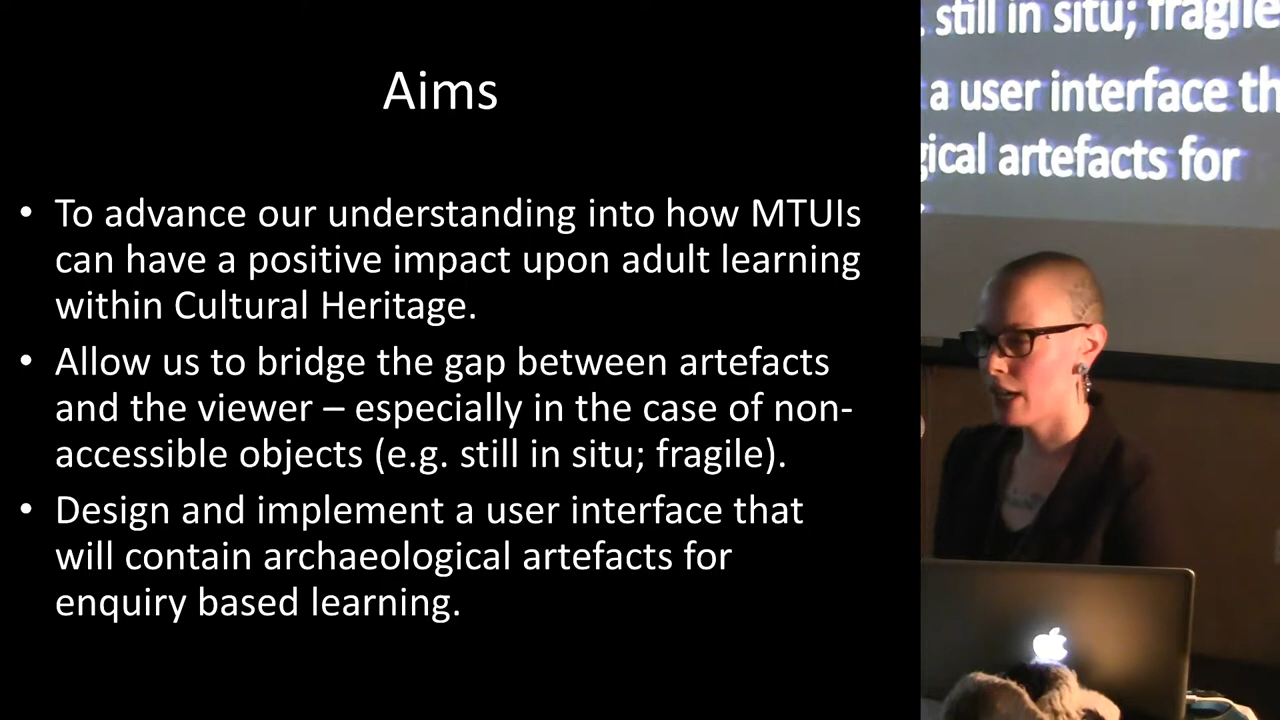 Aims
• To advance our understanding into how MTUIs
can have a positive impact upon adult learning
within Cultural Heritage.
• Allow us to bridge the gap between artefacts
and the viewer – especially in the case of non-
accessible objects (e.g. still in situ; fragile).
• Design and implement a user interface that
will contain archaeological artefacts for
enquiry based learning.
still in situ; fragile
a user interface th
gical artefacts for